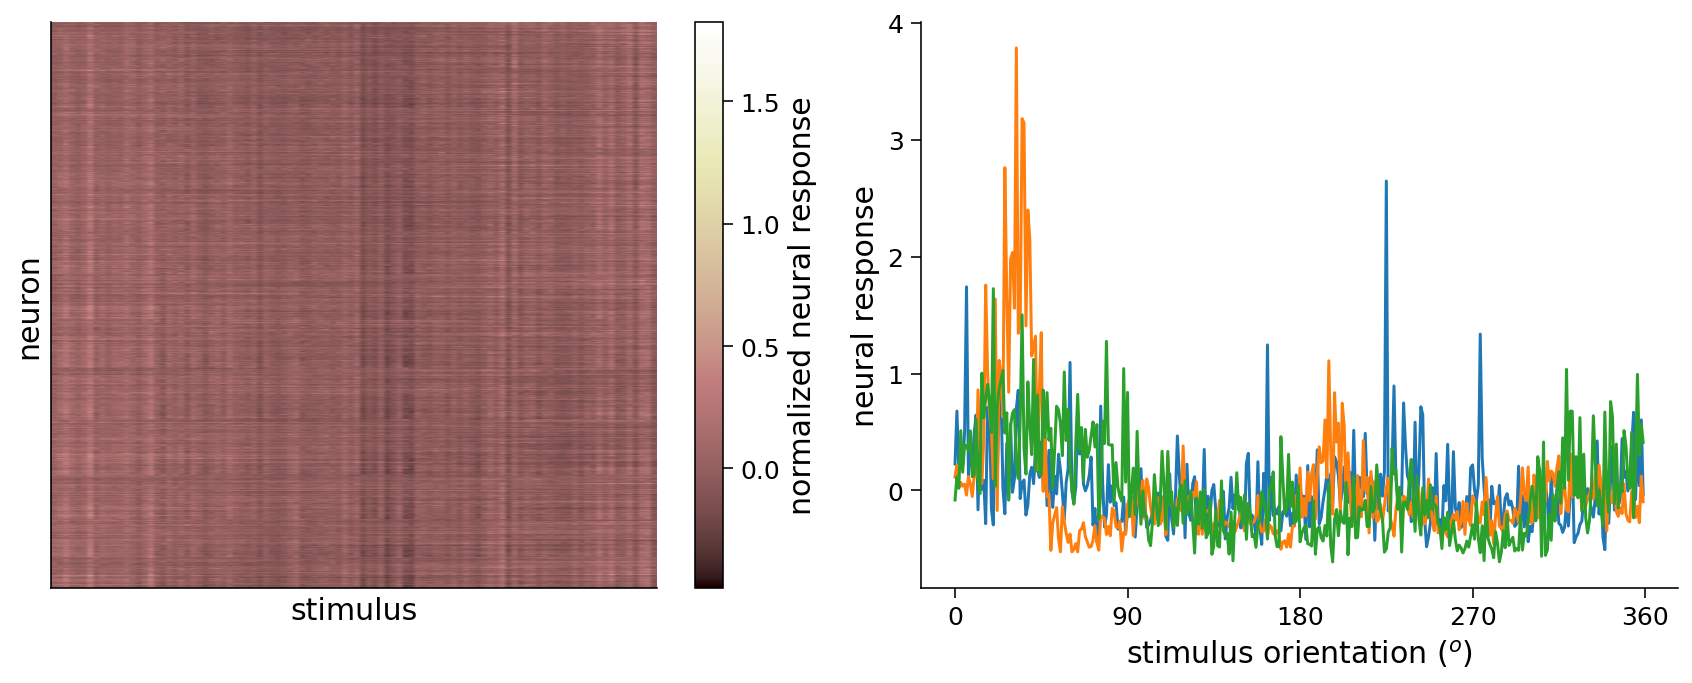 neuron
stimulus
1.5
1.0
0.5
0.0
normalized neural response
4
3
2
1
0
neural response
0 90 180 270 360
stimulus orientation (°)